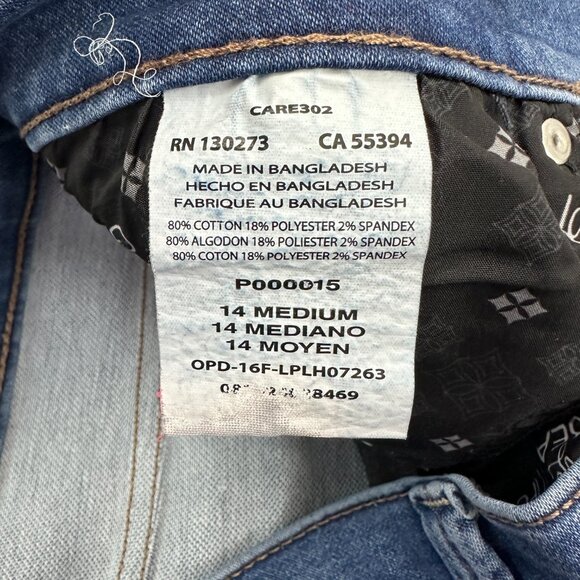 CARE302
RN 130273 CA 55394
MADE IN BANGLADESH
HECHO EN BANGLADESH
FABRIQUE AU BANGLADESH
80% COTTON 18% POLYESTER 2% SPANDEX
80% ALGODON 18% POLIESTER 2% SPANDEX
80% COTON 18% POLYESTER 2% SPANDEX
P000015
14 MEDIUM
14 MEDIANO
14 MOYEN
OPD-16F-LPLH07263